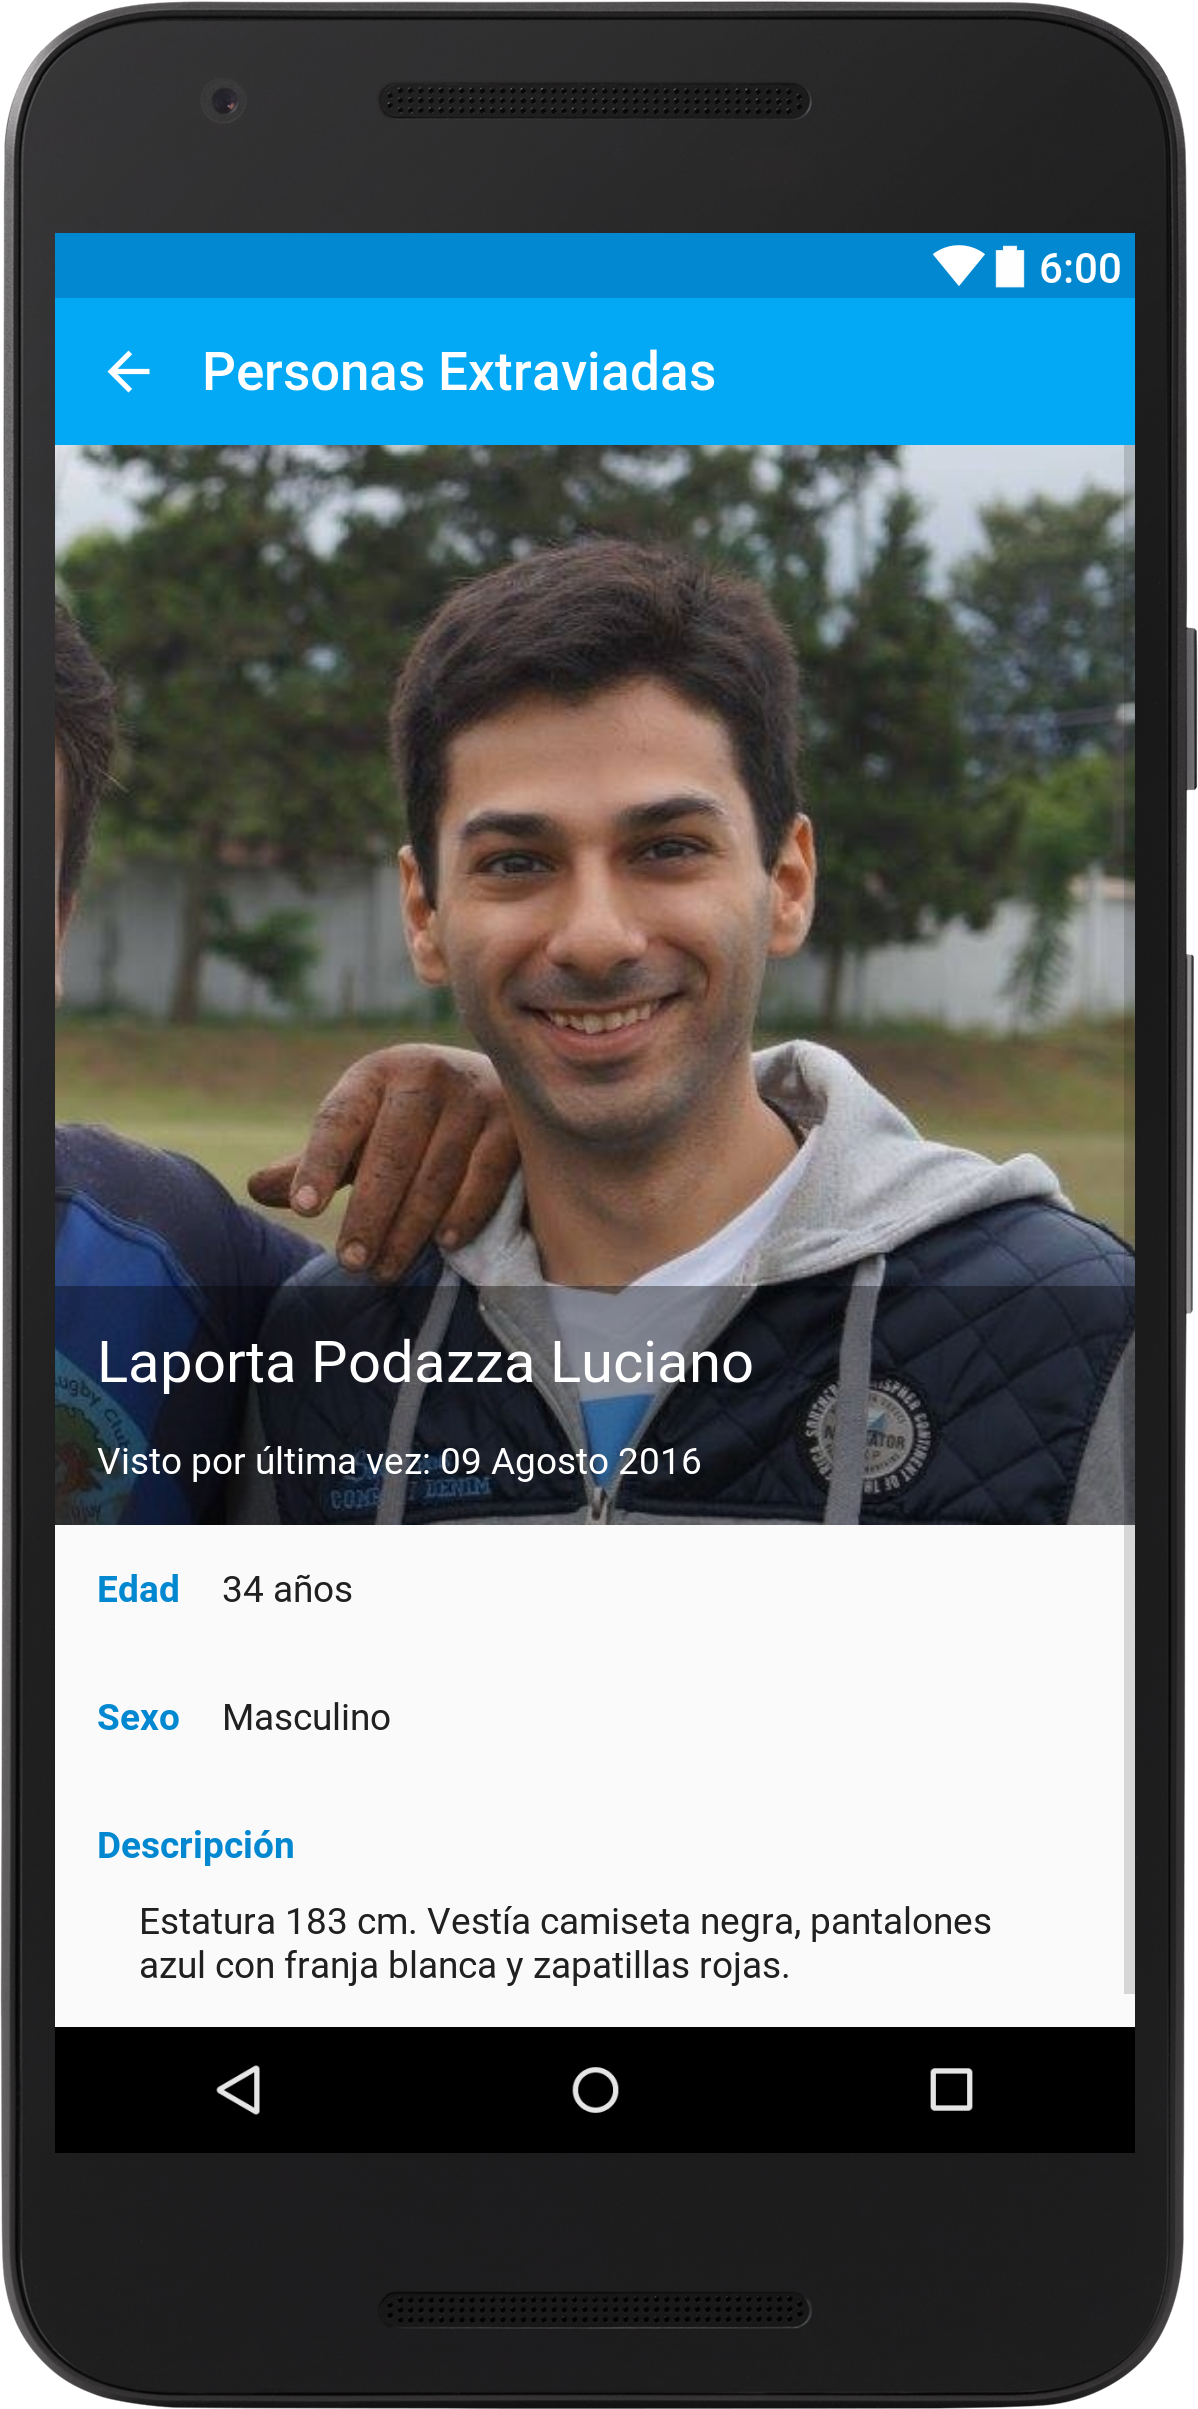 6:00
Personas Extraviadas
Laporta Podazza Luciano
Visto por última vez: 09 Agosto 2016
Edad 34 años
Sexo Masculino
Descripción
Estatura 183 cm. Vestía camiseta negra, pantalones
azul con franja blanca y zapatillas rojas.